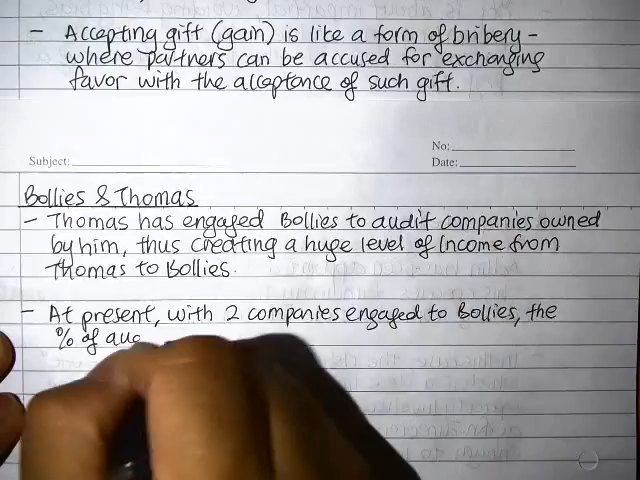 - Accepting gift (gain) is like a form of bribery -
where partners can be accused for exchanging
favor with the acceptance of such gift.
No:
Subject:
Date:
Bollies & Thomas
- Thomas has engaged Bollies to audit companies owned
by him, thus creating a huge level of Income from
Thomas to Bollies.
- At present, with 2 companies engaged to Bollies, the
% of